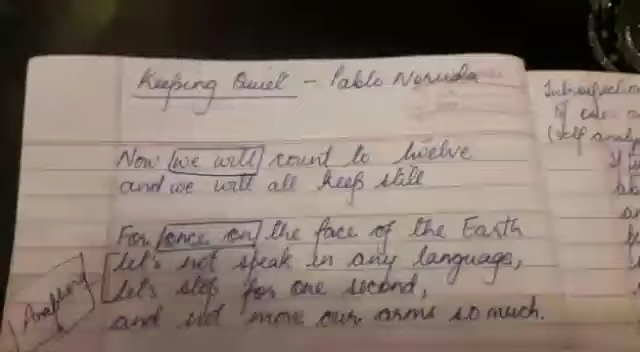 Keeping Quiet - Pablo Neruda
Now we will count to twelve
and we will all keep still
For once on the face of the Earth
let's not speak in any language,
let's stop for one second,
and not move our arms so much.
Anaphora
Introspection
(self